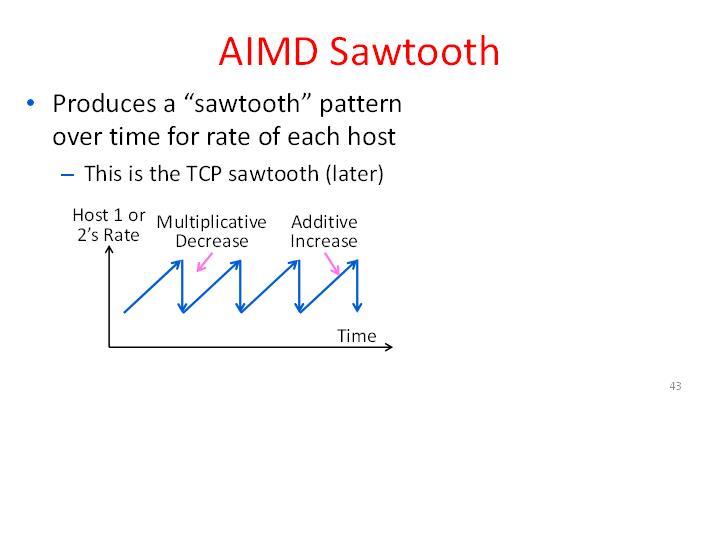 AIMD Sawtooth
• Produces a “sawtooth” pattern
over time for rate of each host
– This is the TCP sawtooth (later)
Host 1 or
2’s Rate
Multiplicative
Decrease
Additive
Increase
Time
43